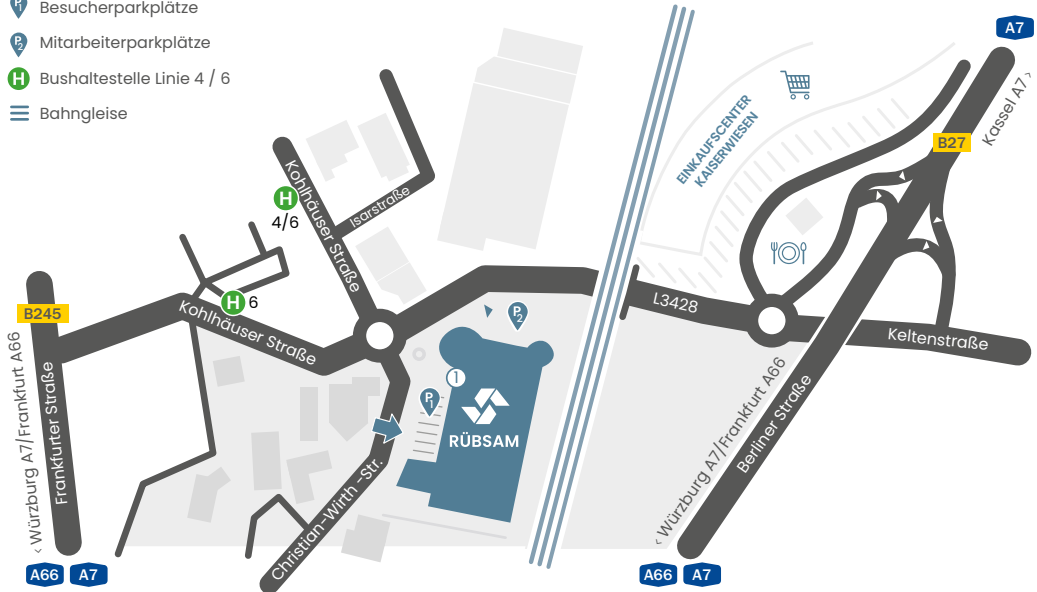 P1 Besucherparkplätze
P2 Mitarbeiterparkplätze
H Bushaltestelle Linie 4 / 6
Bahngleise
A7
Kassel A7 ›
B27
EINKAUFSCENTER
KAISERWIESEN
Isarstraße
Kohlhäuser Straße
H
4/6
H 6
Kohlhäuser Straße
B245
L3428
Keltenstraße
P2
1
P1
RÜBSAM
‹ Würzburg A7/Frankfurt A66
Frankfurter Straße
Christian-Wirth -Str.
‹ Würzburg A7/Frankfurt A66
Berliner Straße
A66 A7
A66 A7